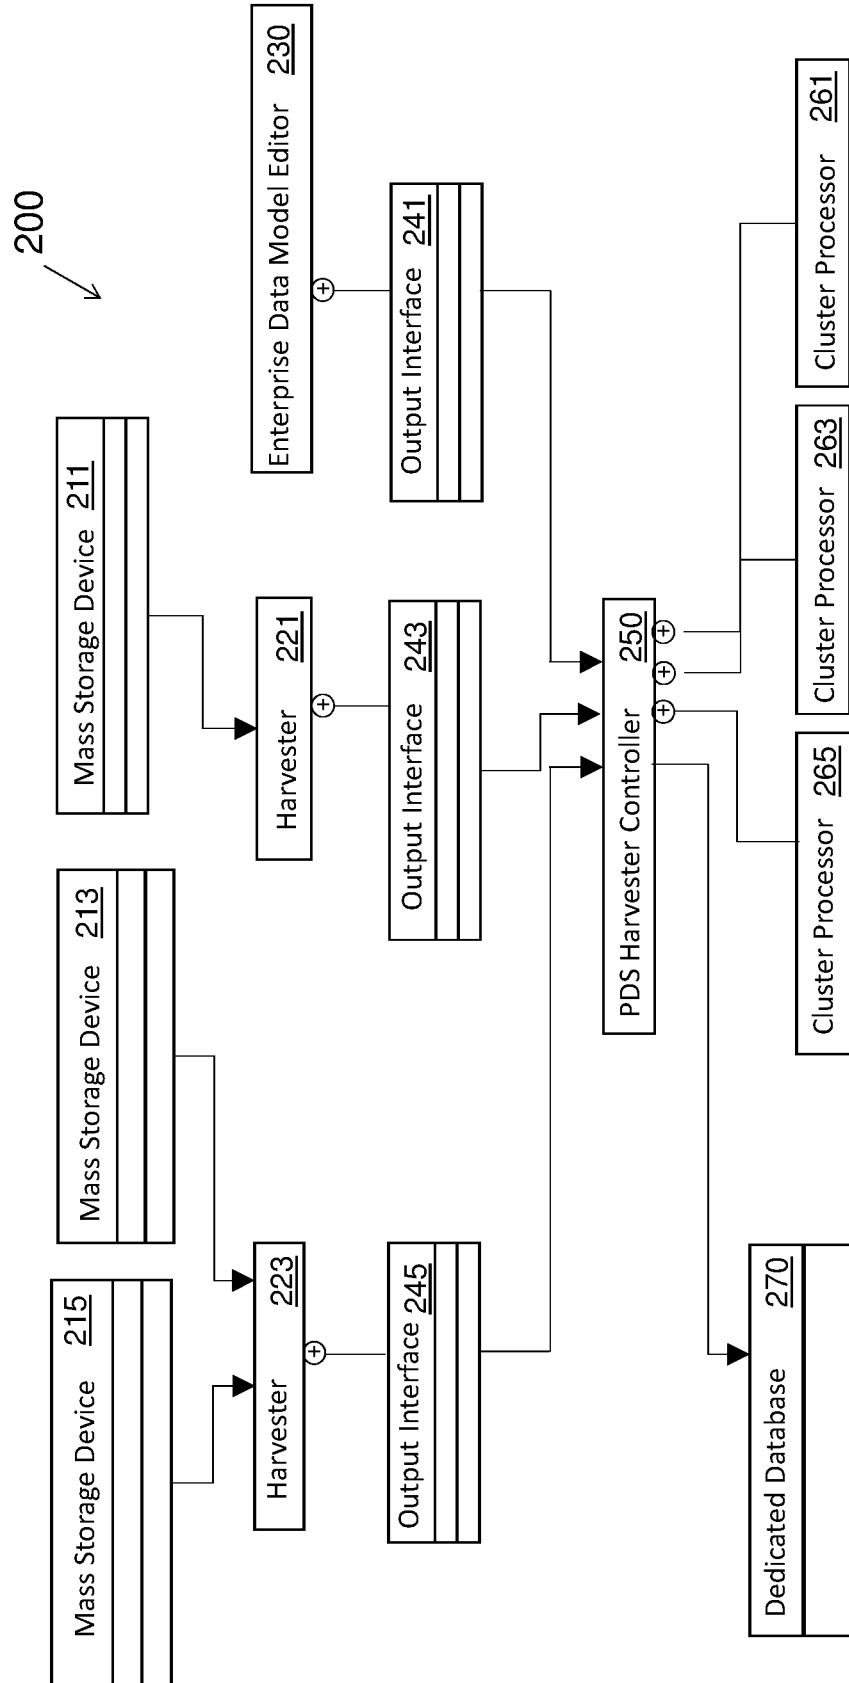 200
Mass Storage Device 215
Mass Storage Device 213
Mass Storage Device 211
Harvester 223
Harvester 221
Enterprise Data Model Editor 230
Output Interface 245
Output Interface 243
Output Interface 241
PDS Harvester Controller 250
Dedicated Database 270
Cluster Processor 265
Cluster Processor 263
Cluster Processor 261